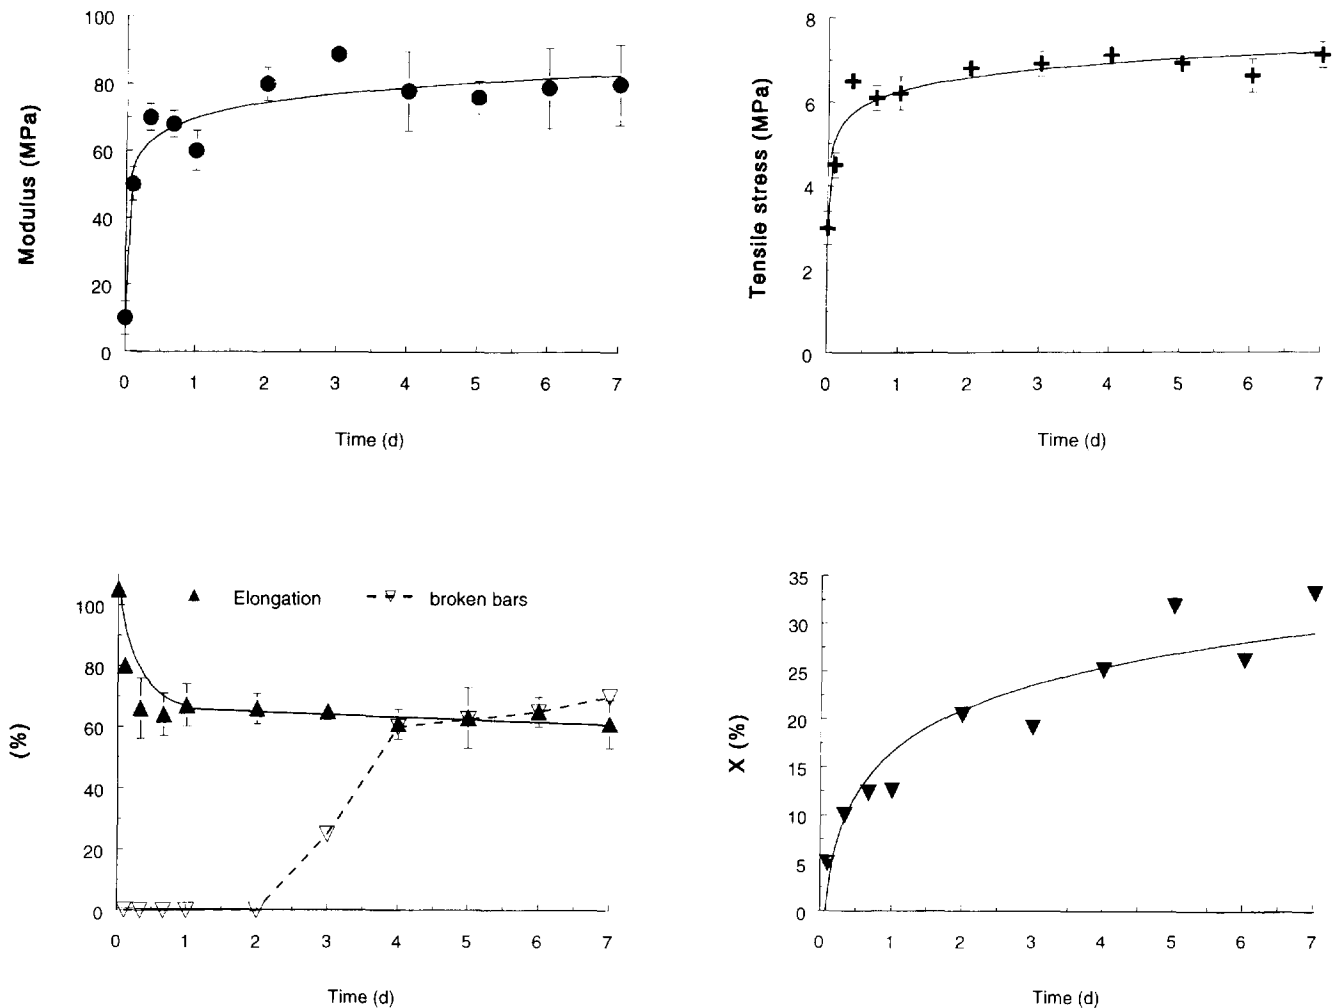 Modulus (MPa)
100
80
60
40
20
0
0 1 2 3 4 5 6 7
Time (d)
Tensile stress (MPa)
8
6
4
2
0
0 1 2 3 4 5 6 7
Time (d)
(%)
100
80
60
40
20
0
Elongation broken bars
0 1 2 3 4 5 6 7
Time (d)
X (%)
35
30
25
20
15
10
5
0
0 1 2 3 4 5 6 7
Time (d)